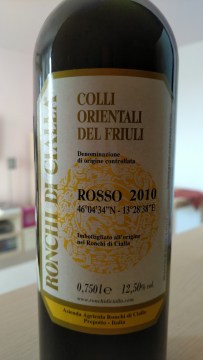 RONCHI DI CIALLA
COLLI
ORIENTALI
DEL FRIULI
Denominazione
di origine controllata
ROSSO 2010
46°04'34"N - 13°28'38"E
Imbottigliato all'origine
nei Ronchi di Cialla
0,750l e 12,50% vol
www.ronchidicialla.com
Azienda Agricola Ronchi di Cialla
Prepotto - Italia